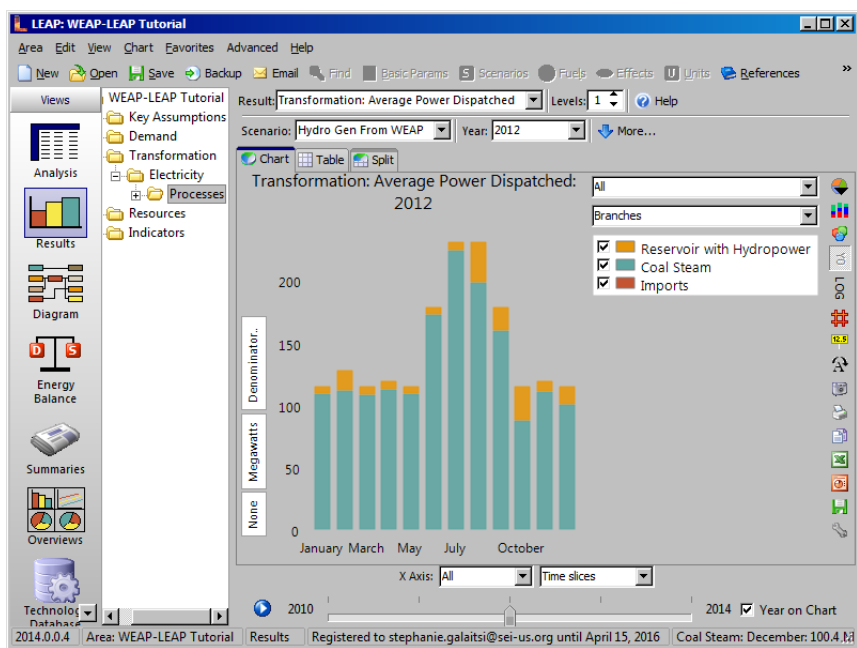 LEAP: WEAP-LEAP Tutorial
Area Edit View Chart Favorites Advanced Help
New Open Save Backup Email Find Basic Params Scenarios Fuels Effects Units References »
Views
Analysis
Results
Diagram
Energy
Balance
Summaries
Overviews
Technolog
Database
WEAP-LEAP Tutorial
Key Assumptions
Demand
Transformation
Electricity
Processes
Resources
Indicators
Result: Transformation: Average Power Dispatched Levels: 1 Help
Scenario: Hydro Gen From WEAP Year: 2012 More...
Chart Table Split
Transformation: Average Power Dispatched:
2012
All
Branches
Reservoir with Hydropower
Coal Steam
Imports
Denominator..
Megawatts
None
200
150
100
50
0
January March May July October
X Axis: All Time slices
2010 2014 Year on Chart
YO
LOG
12.5
A
2014.0.0.4 Area: WEAP-LEAP Tutorial Results Registered to stephanie.galaitsi@sei-us.org until April 15, 2016 Coal Steam: December: 100.4